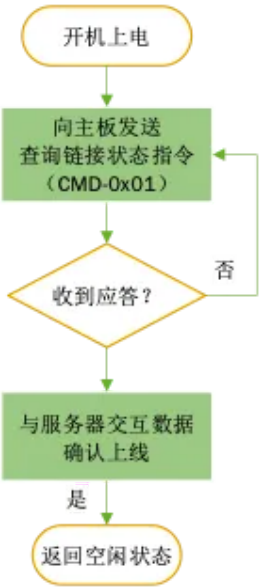 开机上电
向主板发送
查询链接状态指令
（CMD-0x01）
收到应答？
否
与服务器交互数据
确认上线
是
返回空闲状态